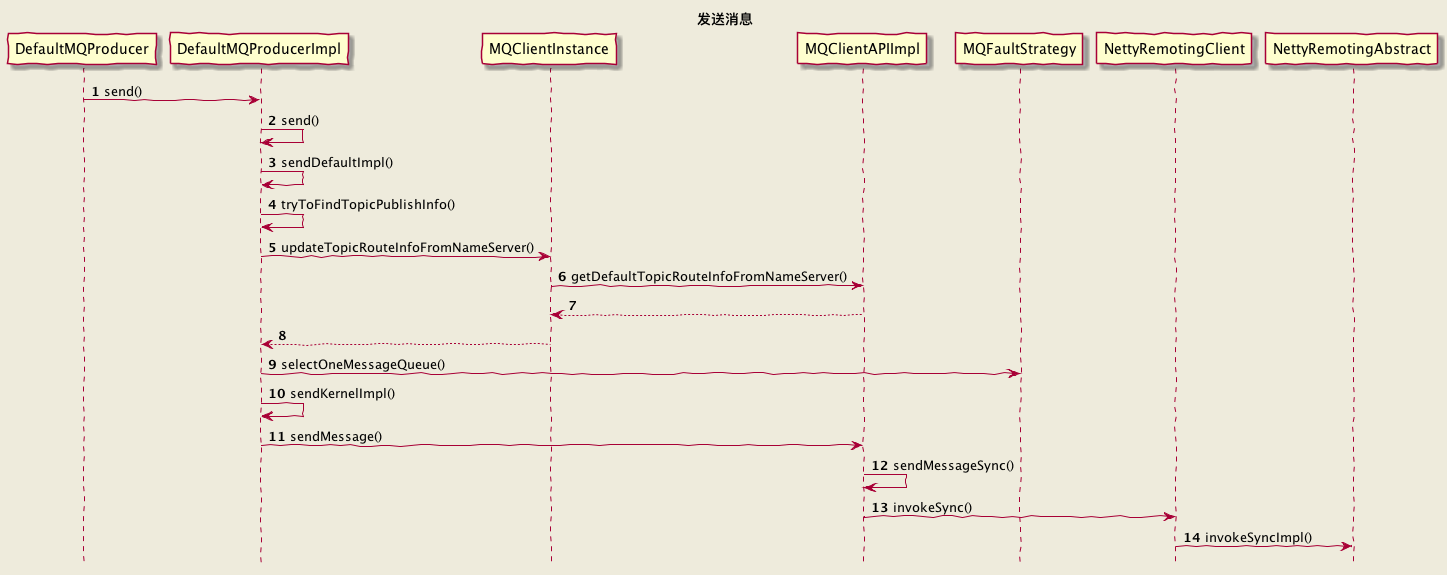 发送消息
DefaultMQProducer DefaultMQProducerImpl MQClientInstance MQClientAPIImpl MQFaultStrategy NettyRemotingClient NettyRemotingAbstract
1 send()
2 send()
3 sendDefaultImpl()
4 tryToFindTopicPublishInfo()
5 updateTopicRouteInfoFromNameServer()
6 getDefaultTopicRouteInfoFromNameServer()
7
8
9 selectOneMessageQueue()
10 sendKernelImpl()
11 sendMessage()
12 sendMessageSync()
13 invokeSync()
14 invokeSyncImpl()